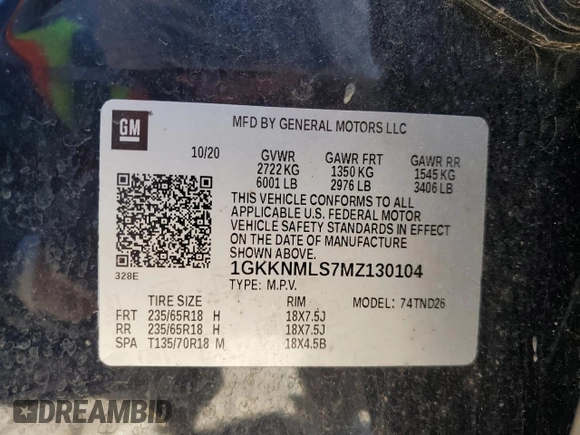 GM
MFD BY GENERAL MOTORS LLC
10/20 GVWR GAWR FRT GAWR RR
2722 KG 1350 KG 1545 KG
6001 LB 2976 LB 3406 LB
THIS VEHICLE CONFORMS TO ALL
APPLICABLE U.S. FEDERAL MOTOR
VEHICLE SAFETY STANDARDS IN EFFECT
ON THE DATE OF MANUFACTURE
SHOWN ABOVE.
328E 1GKKNMLS7MZ130104
TYPE: M.P.V.
TIRE SIZE RIM MODEL: 74TND26
FRT 235/65R18 H 18X7.5J
RR 235/65R18 H 18X7.5J
SPA T135/70R18 M 18X4.5B
DREAMBID